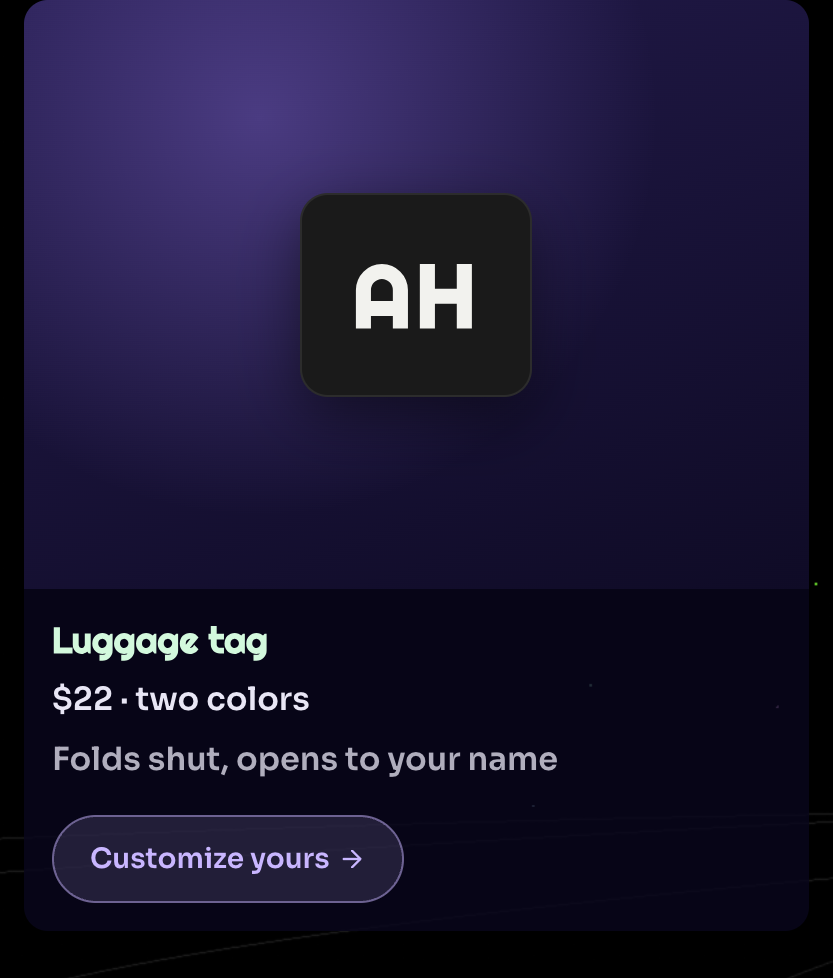 AH
Luggage tag
$22 · two colors
Folds shut, opens to your name
Customize yours →